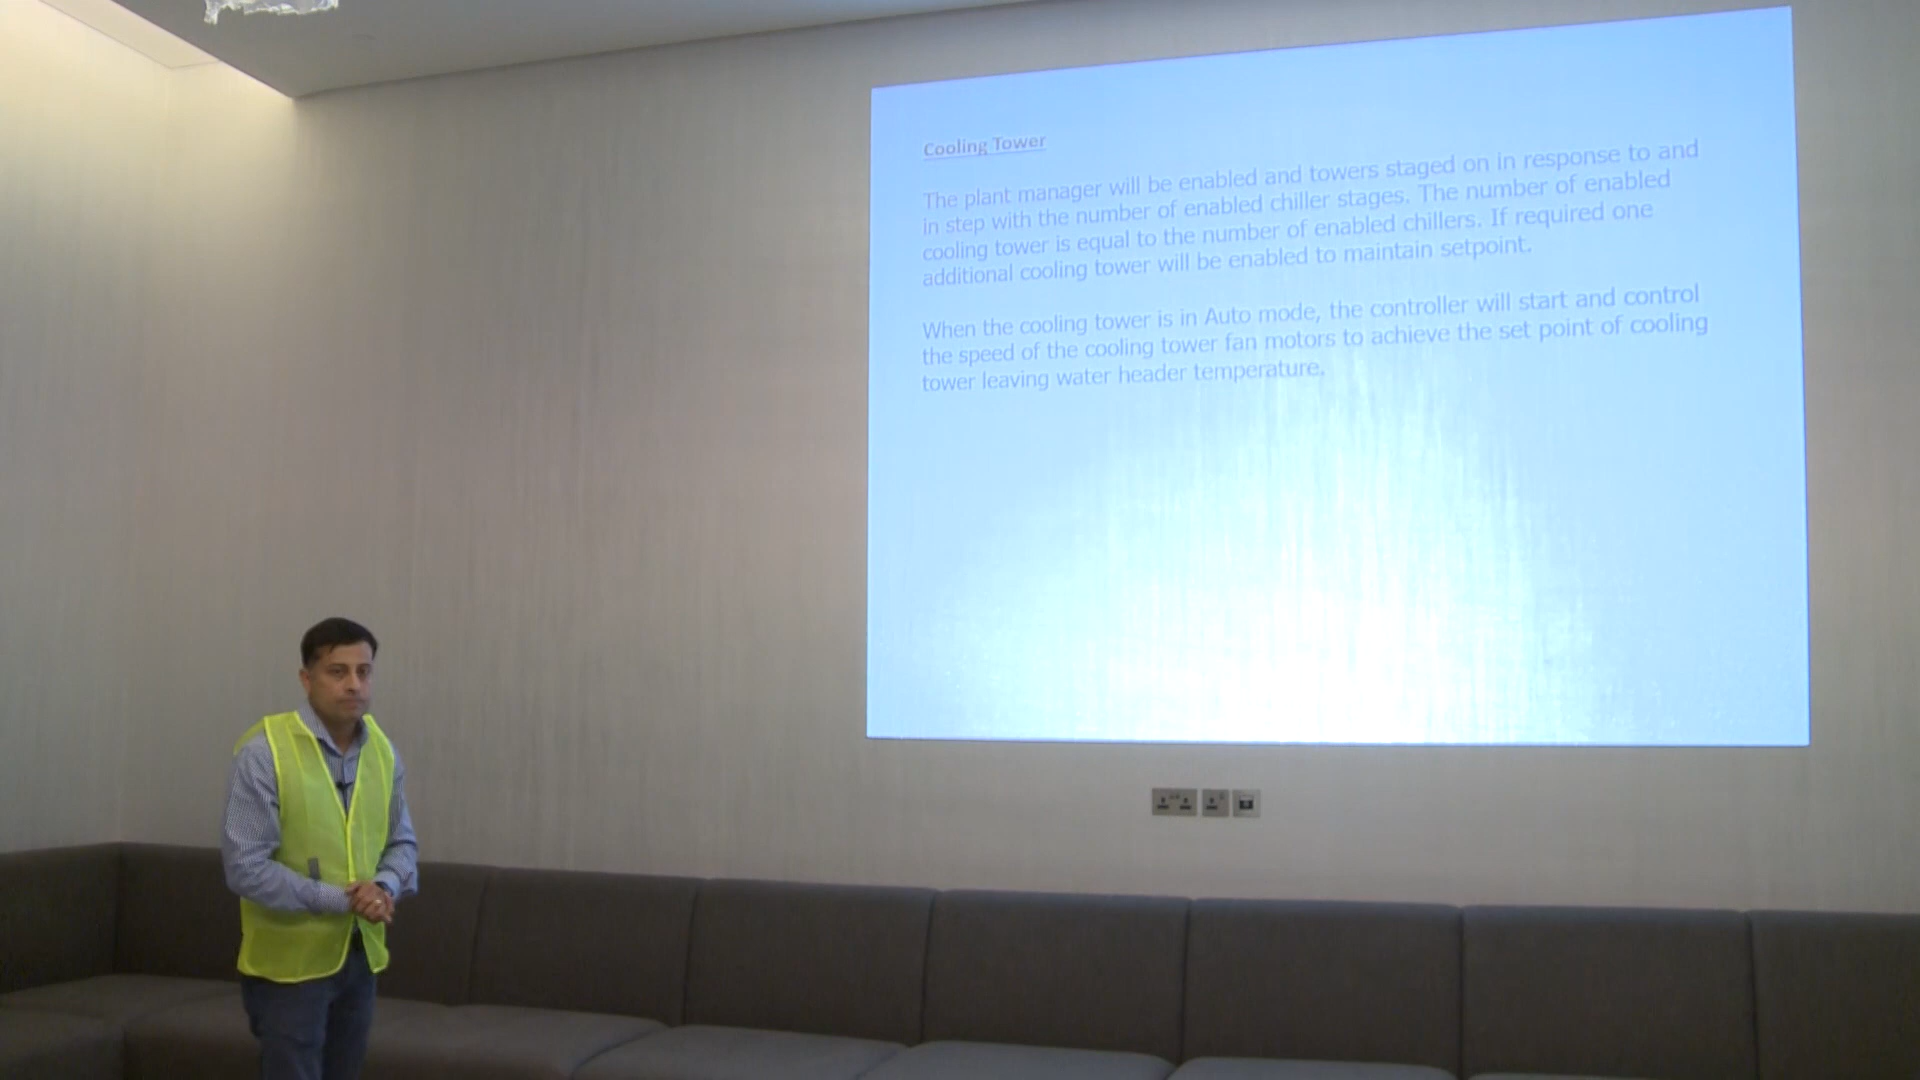 Cooling Tower
The plant manager will be enabled and towers staged on in response to and
in step with the number of enabled chiller stages. The number of enabled
cooling tower is equal to the number of enabled chillers. If required one
additional cooling tower will be enabled to maintain setpoint.
When the cooling tower is in Auto mode, the controller will start and control
the speed of the cooling tower fan motors to achieve the set point of cooling
tower leaving water header temperature.